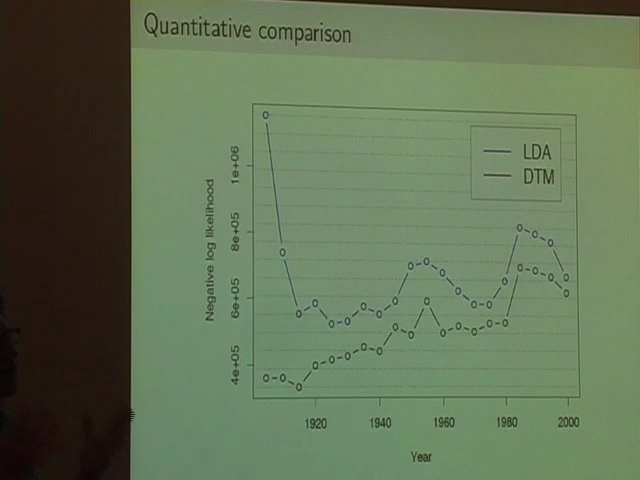 Quantitative comparison
LDA
DTM
Negative log likelihood
1e+06
8e+05
6e+05
4e+05
1920 1940 1960 1980 2000
Year